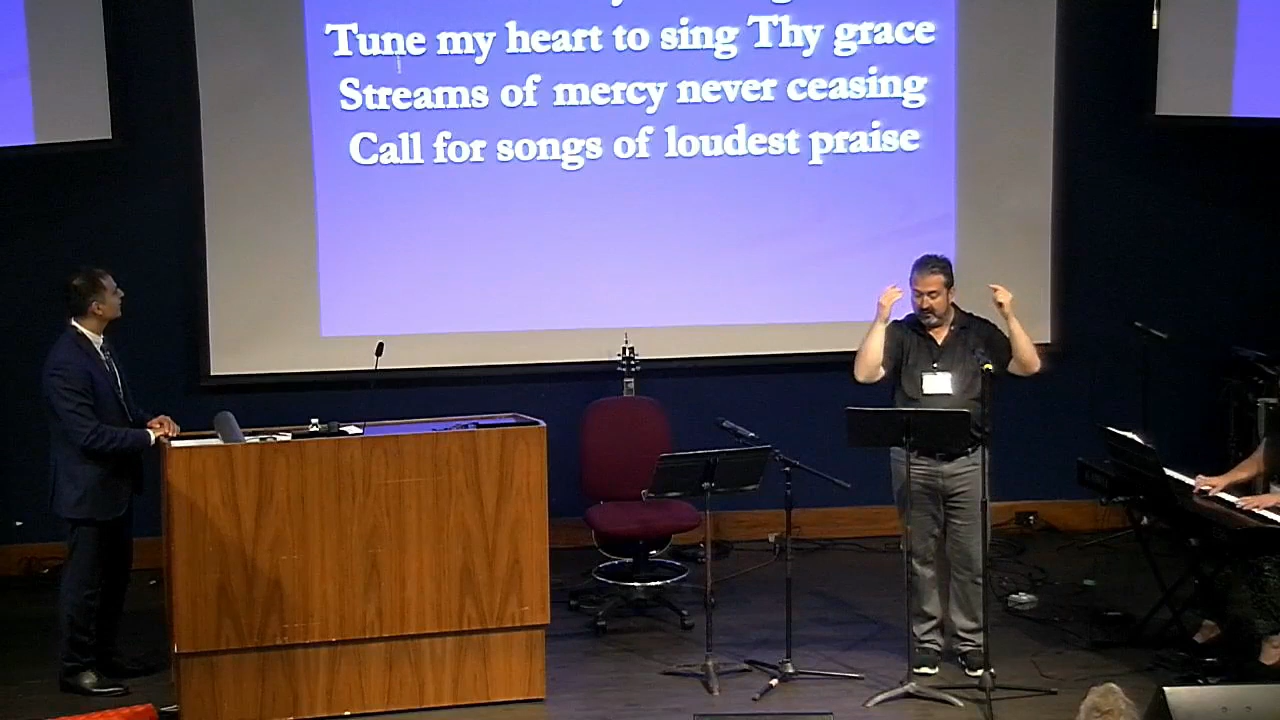 Tune my heart to sing Thy grace
Streams of mercy never ceasing
Call for songs of loudest praise